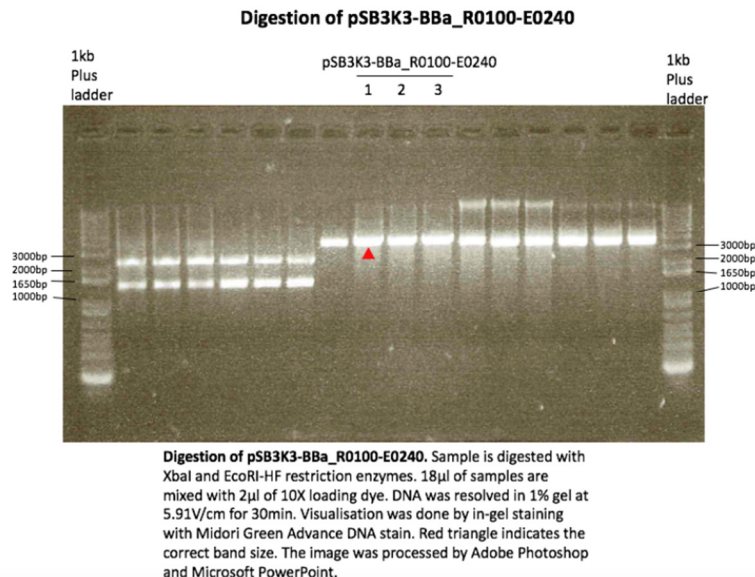 Digestion of pSB3K3-BBa_R0100-E0240
1kb
Plus
ladder
pSB3K3-BBa_R0100-E0240
1 2 3
1kb
Plus
ladder
3000bp
2000bp
1650bp
1000bp
3000bp
2000bp
1650bp
1000bp
Digestion of pSB3K3-BBa_R0100-E0240. Sample is digested with
XbaI and EcoRI-HF restriction enzymes. 18μl of samples are
mixed with 2μl of 10X loading dye. DNA was resolved in 1% gel at
5.91V/cm for 30min. Visualisation was done by in-gel staining
with Midori Green Advance DNA stain. Red triangle indicates the
correct band size. The image was processed by Adobe Photoshop
and Microsoft PowerPoint.